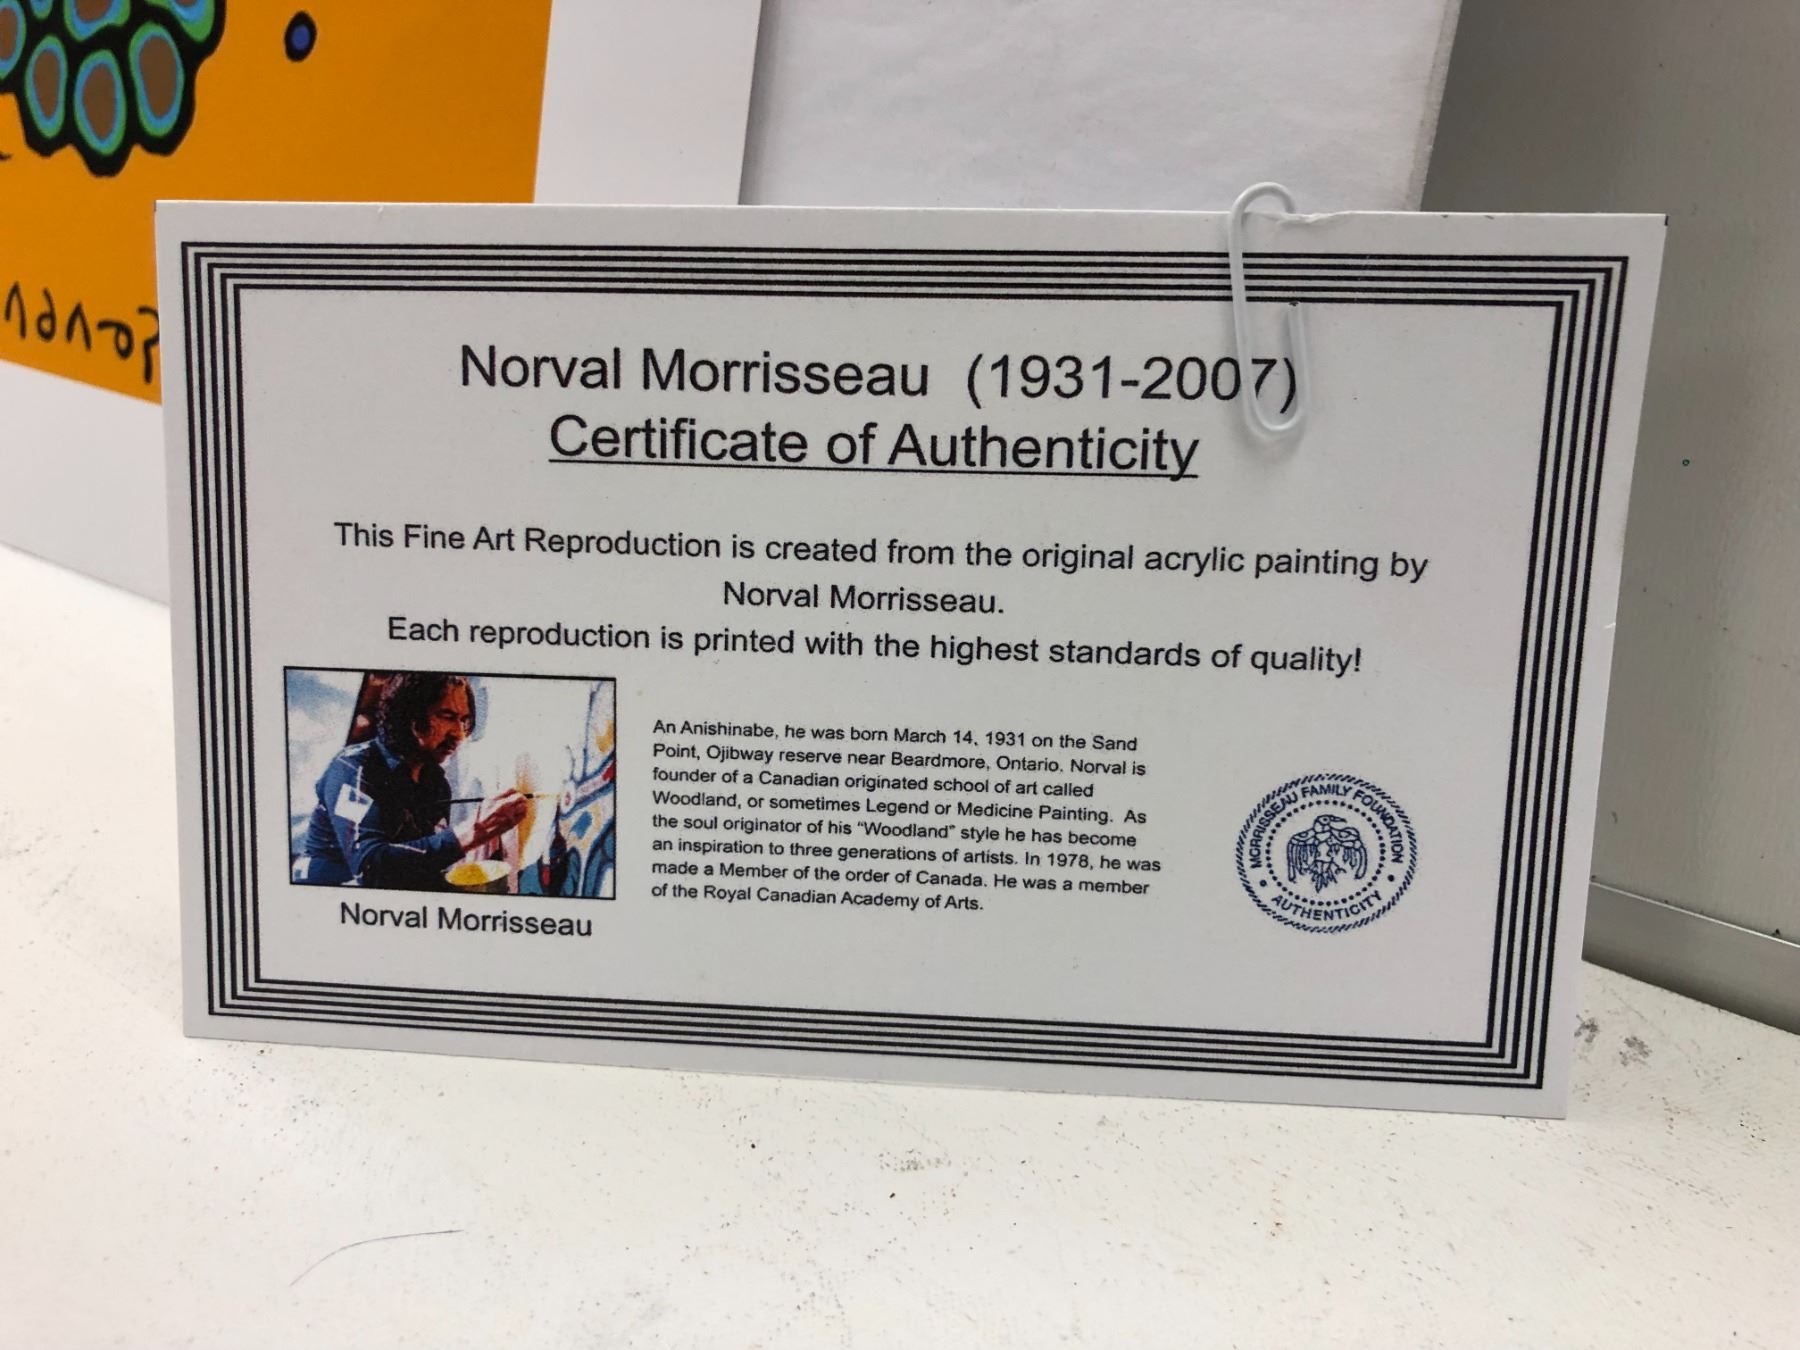 Norval Morrisseau (1931-2007)
Certificate of Authenticity
This Fine Art Reproduction is created from the original acrylic painting by
Norval Morrisseau.
Each reproduction is printed with the highest standards of quality!
An Anishinabe, he was born March 14, 1931 on the Sand
Point, Ojibway reserve near Beardmore, Ontario. Norval is
founder of a Canadian originated school of art called
Woodland, or sometimes Legend or Medicine Painting. As
the soul originator of his "Woodland" style he has become
an inspiration to three generations of artists. In 1978, he was
made a Member of the order of Canada. He was a member
of the Royal Canadian Academy of Arts.
Norval Morrisseau
MORRISSEAU FAMILY FOUNDATION
AUTHENTICITY